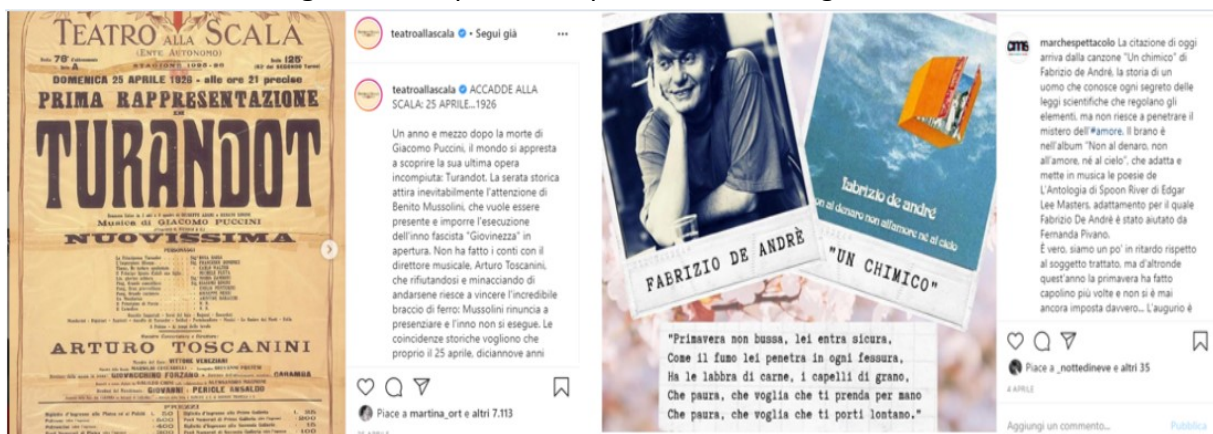 TEATRO ALLA SCALA
(ENTE AUTONOMO)
STAGIONE 1925-26
DOMENICA 25 APRILE 1926 - alle ore 21 precise
PRIMA RAPPRESENTAZIONE
DI
TURANDOT
Musica di GIACOMO PUCCINI
NUOVISSIMA
ARTURO TOSCANINI
VITTORE VENEZIANI
GIOVACCHINO FORZANO
CARAMBA
GIOVANNI
PERICLE ANSALDO
PREZZI
teatroallascala • Segui già
teatroallascala ACCADDE ALLA
SCALA: 25 APRILE...1926
Un anno e mezzo dopo la morte di
Giacomo Puccini, il mondo si appresta
a scoprire la sua ultima opera
incompiuta: Turandot. La serata storica
attira inevitabilmente l'attenzione di
Benito Mussolini, che vuole essere
presente e imporre l'esecuzione
dell'inno fascista "Giovinezza" in
apertura. Non ha fatto i conti con il
direttore musicale, Arturo Toscanini,
che rifiutandosi e minacciando di
andarsene riesce a vincere l'incredibile
braccio di ferro: Mussolini rinuncia a
presenziare e l'inno non si esegue. Le
coincidenze storiche vogliono che
proprio il 25 aprile, diciannove anni
Piace a martina_ort e altri 7.113
fabrizio de andré
non al denaro non all'amore né al cielo
FABRIZIO DE ANDRÈ
"UN CHIMICO"
"Primavera non bussa, lei entra sicura,
Come il fumo lei penetra in ogni fessura,
Ha le labbra di carne, i capelli di grano,
Che paura, che voglia che ti prenda per mano
Che paura, che voglia che ti porti lontano."
cms
marchespettacolo La citazione di oggi
arriva dalla canzone "Un chimico" di
Fabrizio de André, la storia di un
uomo che conosce ogni segreto delle
leggi scientifiche che regolano gli
elementi, ma non riesce a penetrare il
mistero dell'#amore. Il brano è
nell'album "Non al denaro, non
all'amore, né al cielo", che adatta e
mette in musica le poesie de
L'Antologia di Spoon River di Edgar
Lee Masters, adattamento per il quale
Fabrizio De André è stato aiutato da
Fernanda Pivano.
È vero, siamo un po' in ritardo rispetto
al soggetto trattato, ma d'altronde
quest'anno la primavera ha fatto
capolino più volte e non si è mai
ancora imposta davvero... L'augurio è
Piace a _nottedineve e altri 35
4 APRILE
Aggiungi un commento...
Pubblica